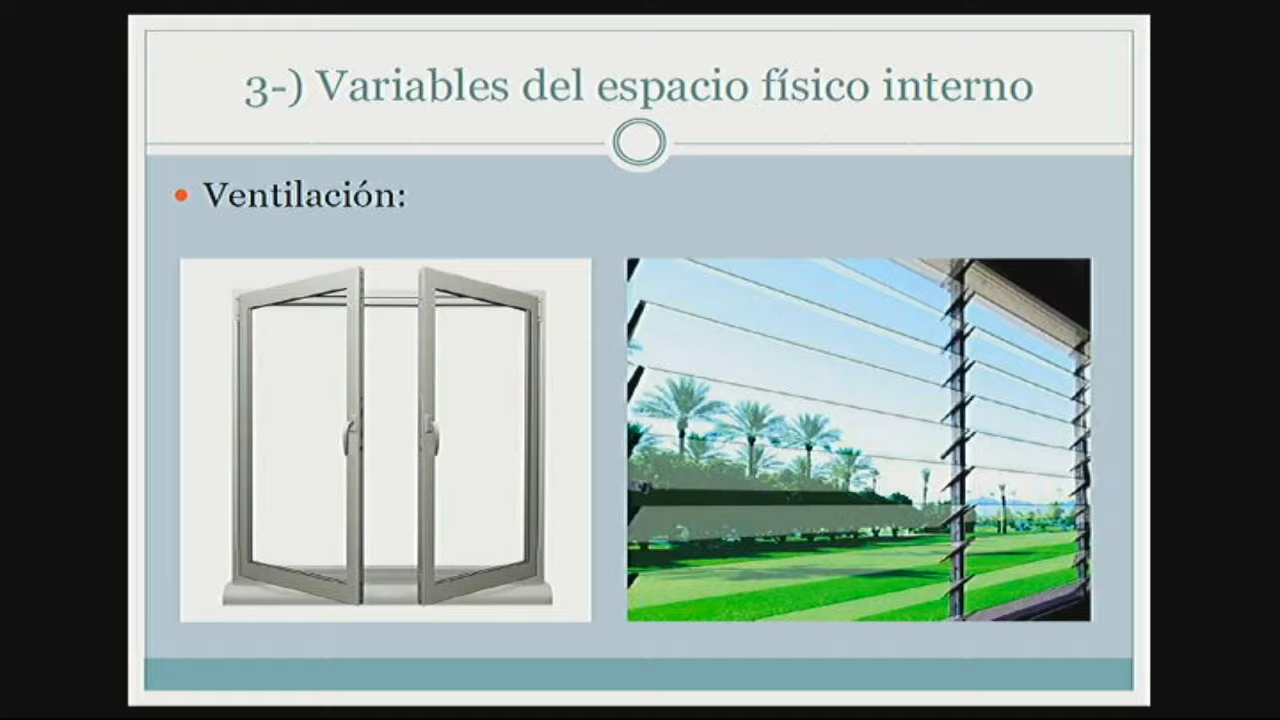 3-) Variables del espacio físico interno
Ventilación: